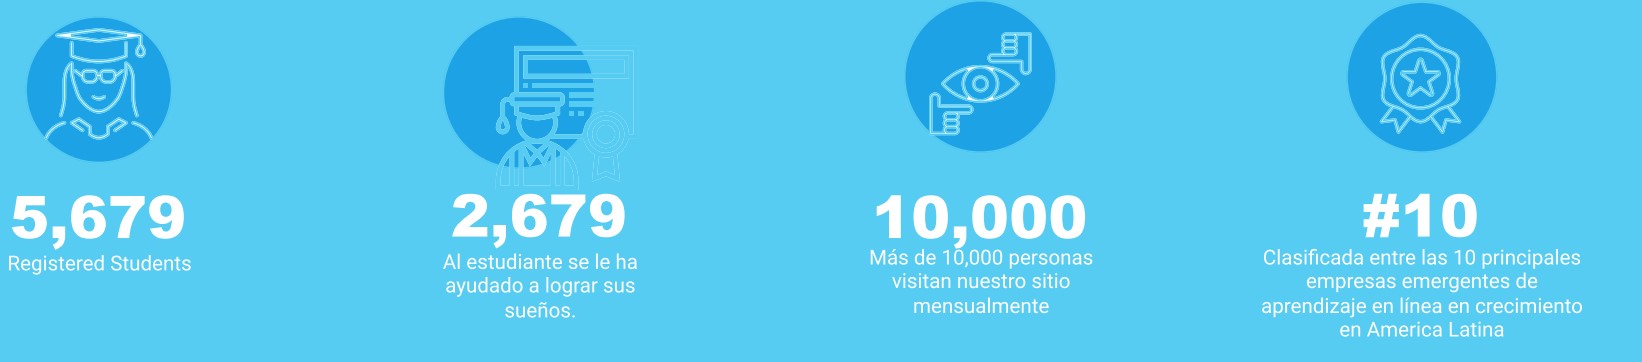 5,679
Registered Students
2,679
Al estudiante se le ha
ayudado a lograr sus
sueños.
10,000
Más de 10,000 personas
visitan nuestro sitio
mensualmente
#10
Clasificada entre las 10 principales
empresas emergentes de
aprendizaje en línea en crecimiento
en America Latina